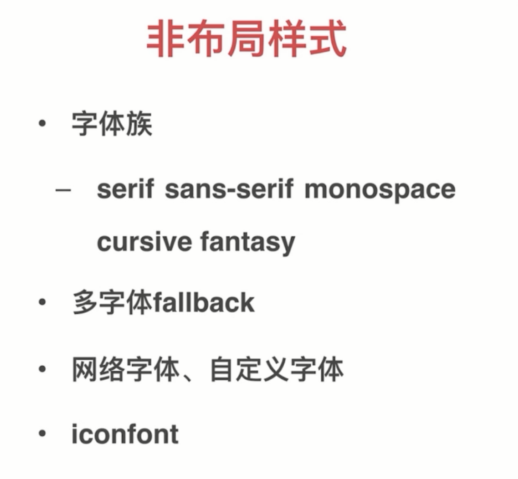 非布局样式
• 字体族
– serif sans-serif monospace
cursive fantasy
• 多字体fallback
• 网络字体、自定义字体
• iconfont